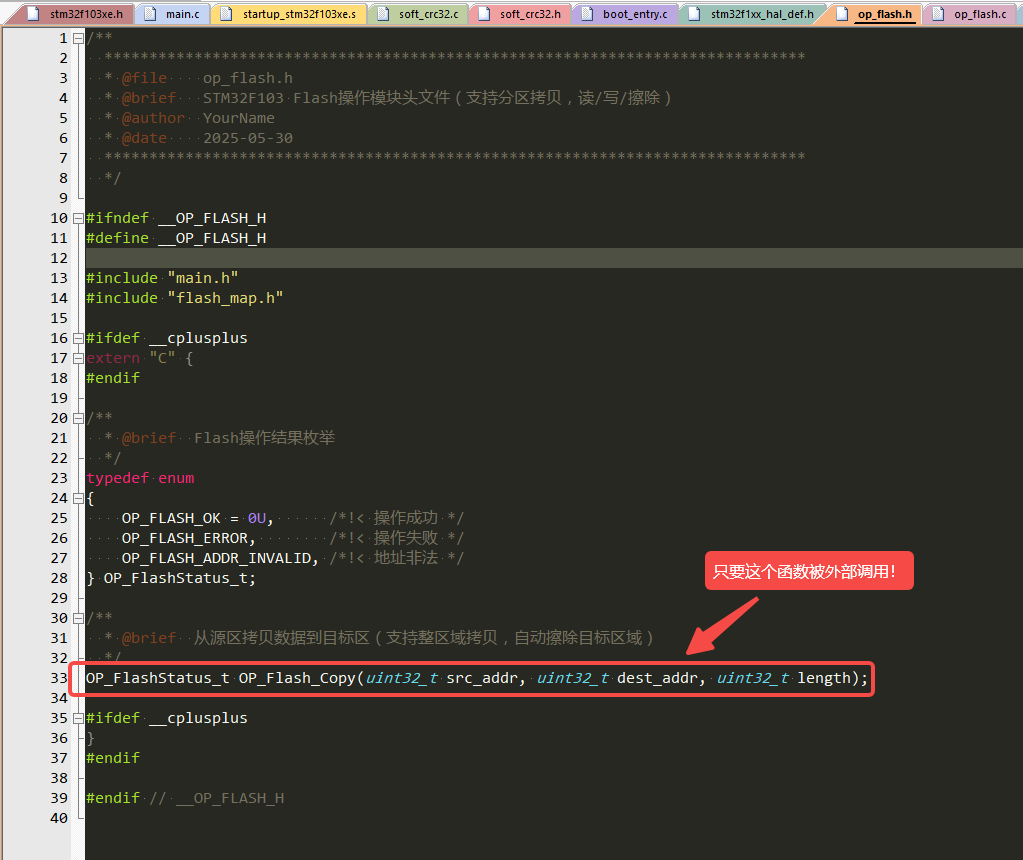 stm32f103xe.h main.c startup_stm32f103xe.s soft_crc32.c soft_crc32.h boot_entry.c stm32f1xx_hal_def.h op_flash.h op_flash.c
1 /**
2 ******************************************************************************
3 * @file op_flash.h
4 * @brief STM32F103 Flash操作模块头文件（支持分区拷贝，读/写/擦除）
5 * @author YourName
6 * @date 2025-05-30
7 ******************************************************************************
8 */
9
10 #ifndef __OP_FLASH_H
11 #define __OP_FLASH_H
12
13 #include "main.h"
14 #include "flash_map.h"
15
16 #ifdef __cplusplus
17 extern "C" {
18 #endif
19
20 /**
21 * @brief Flash操作结果枚举
22 */
23 typedef enum
24 {
25 OP_FLASH_OK = 0U, /*!< 操作成功 */
26 OP_FLASH_ERROR, /*!< 操作失败 */
27 OP_FLASH_ADDR_INVALID, /*!< 地址非法 */
28 } OP_FlashStatus_t;
只要这个函数被外部调用！
29
30 /**
31 * @brief 从源区拷贝数据到目标区（支持整区域拷贝，自动擦除目标区域）
32 */
33 OP_FlashStatus_t OP_Flash_Copy(uint32_t src_addr, uint32_t dest_addr, uint32_t length);
34
35 #ifdef __cplusplus
36 }
37 #endif
38
39 #endif // __OP_FLASH_H
40